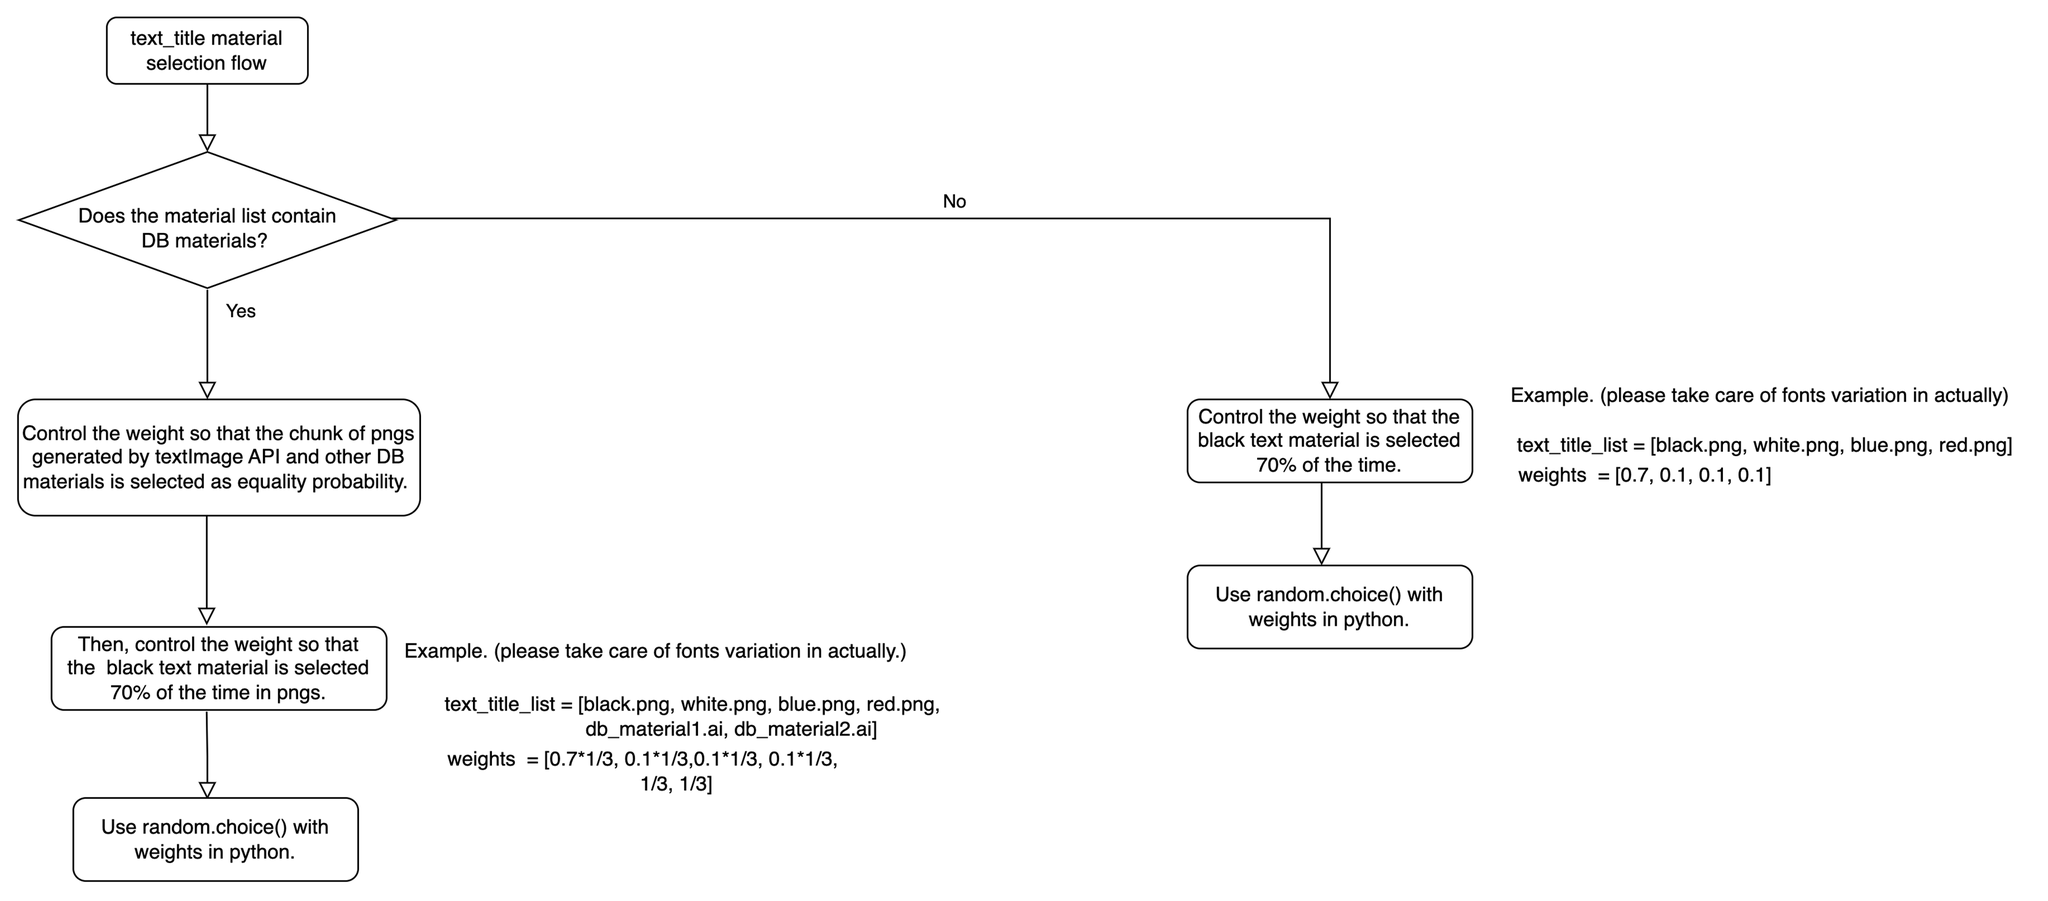 text_title material
selection flow
Does the material list contain
DB materials?
No
Yes
Control the weight so that the chunk of pngs
generated by textImage API and other DB
materials is selected as equality probability.
Then, control the weight so that
the  black text material is selected
70% of the time in pngs.
Use random.choice() with
weights in python.
Example. (please take care of fonts variation in actually.)
text_title_list = [black.png, white.png, blue.png, red.png,
db_material1.ai, db_material2.ai]
weights  = [0.7*1/3, 0.1*1/3,0.1*1/3, 0.1*1/3,
1/3, 1/3]
Control the weight so that the
black text material is selected
70% of the time.
Use random.choice() with
weights in python.
Example. (please take care of fonts variation in actually)
text_title_list = [black.png, white.png, blue.png, red.png]
weights  = [0.7, 0.1, 0.1, 0.1]